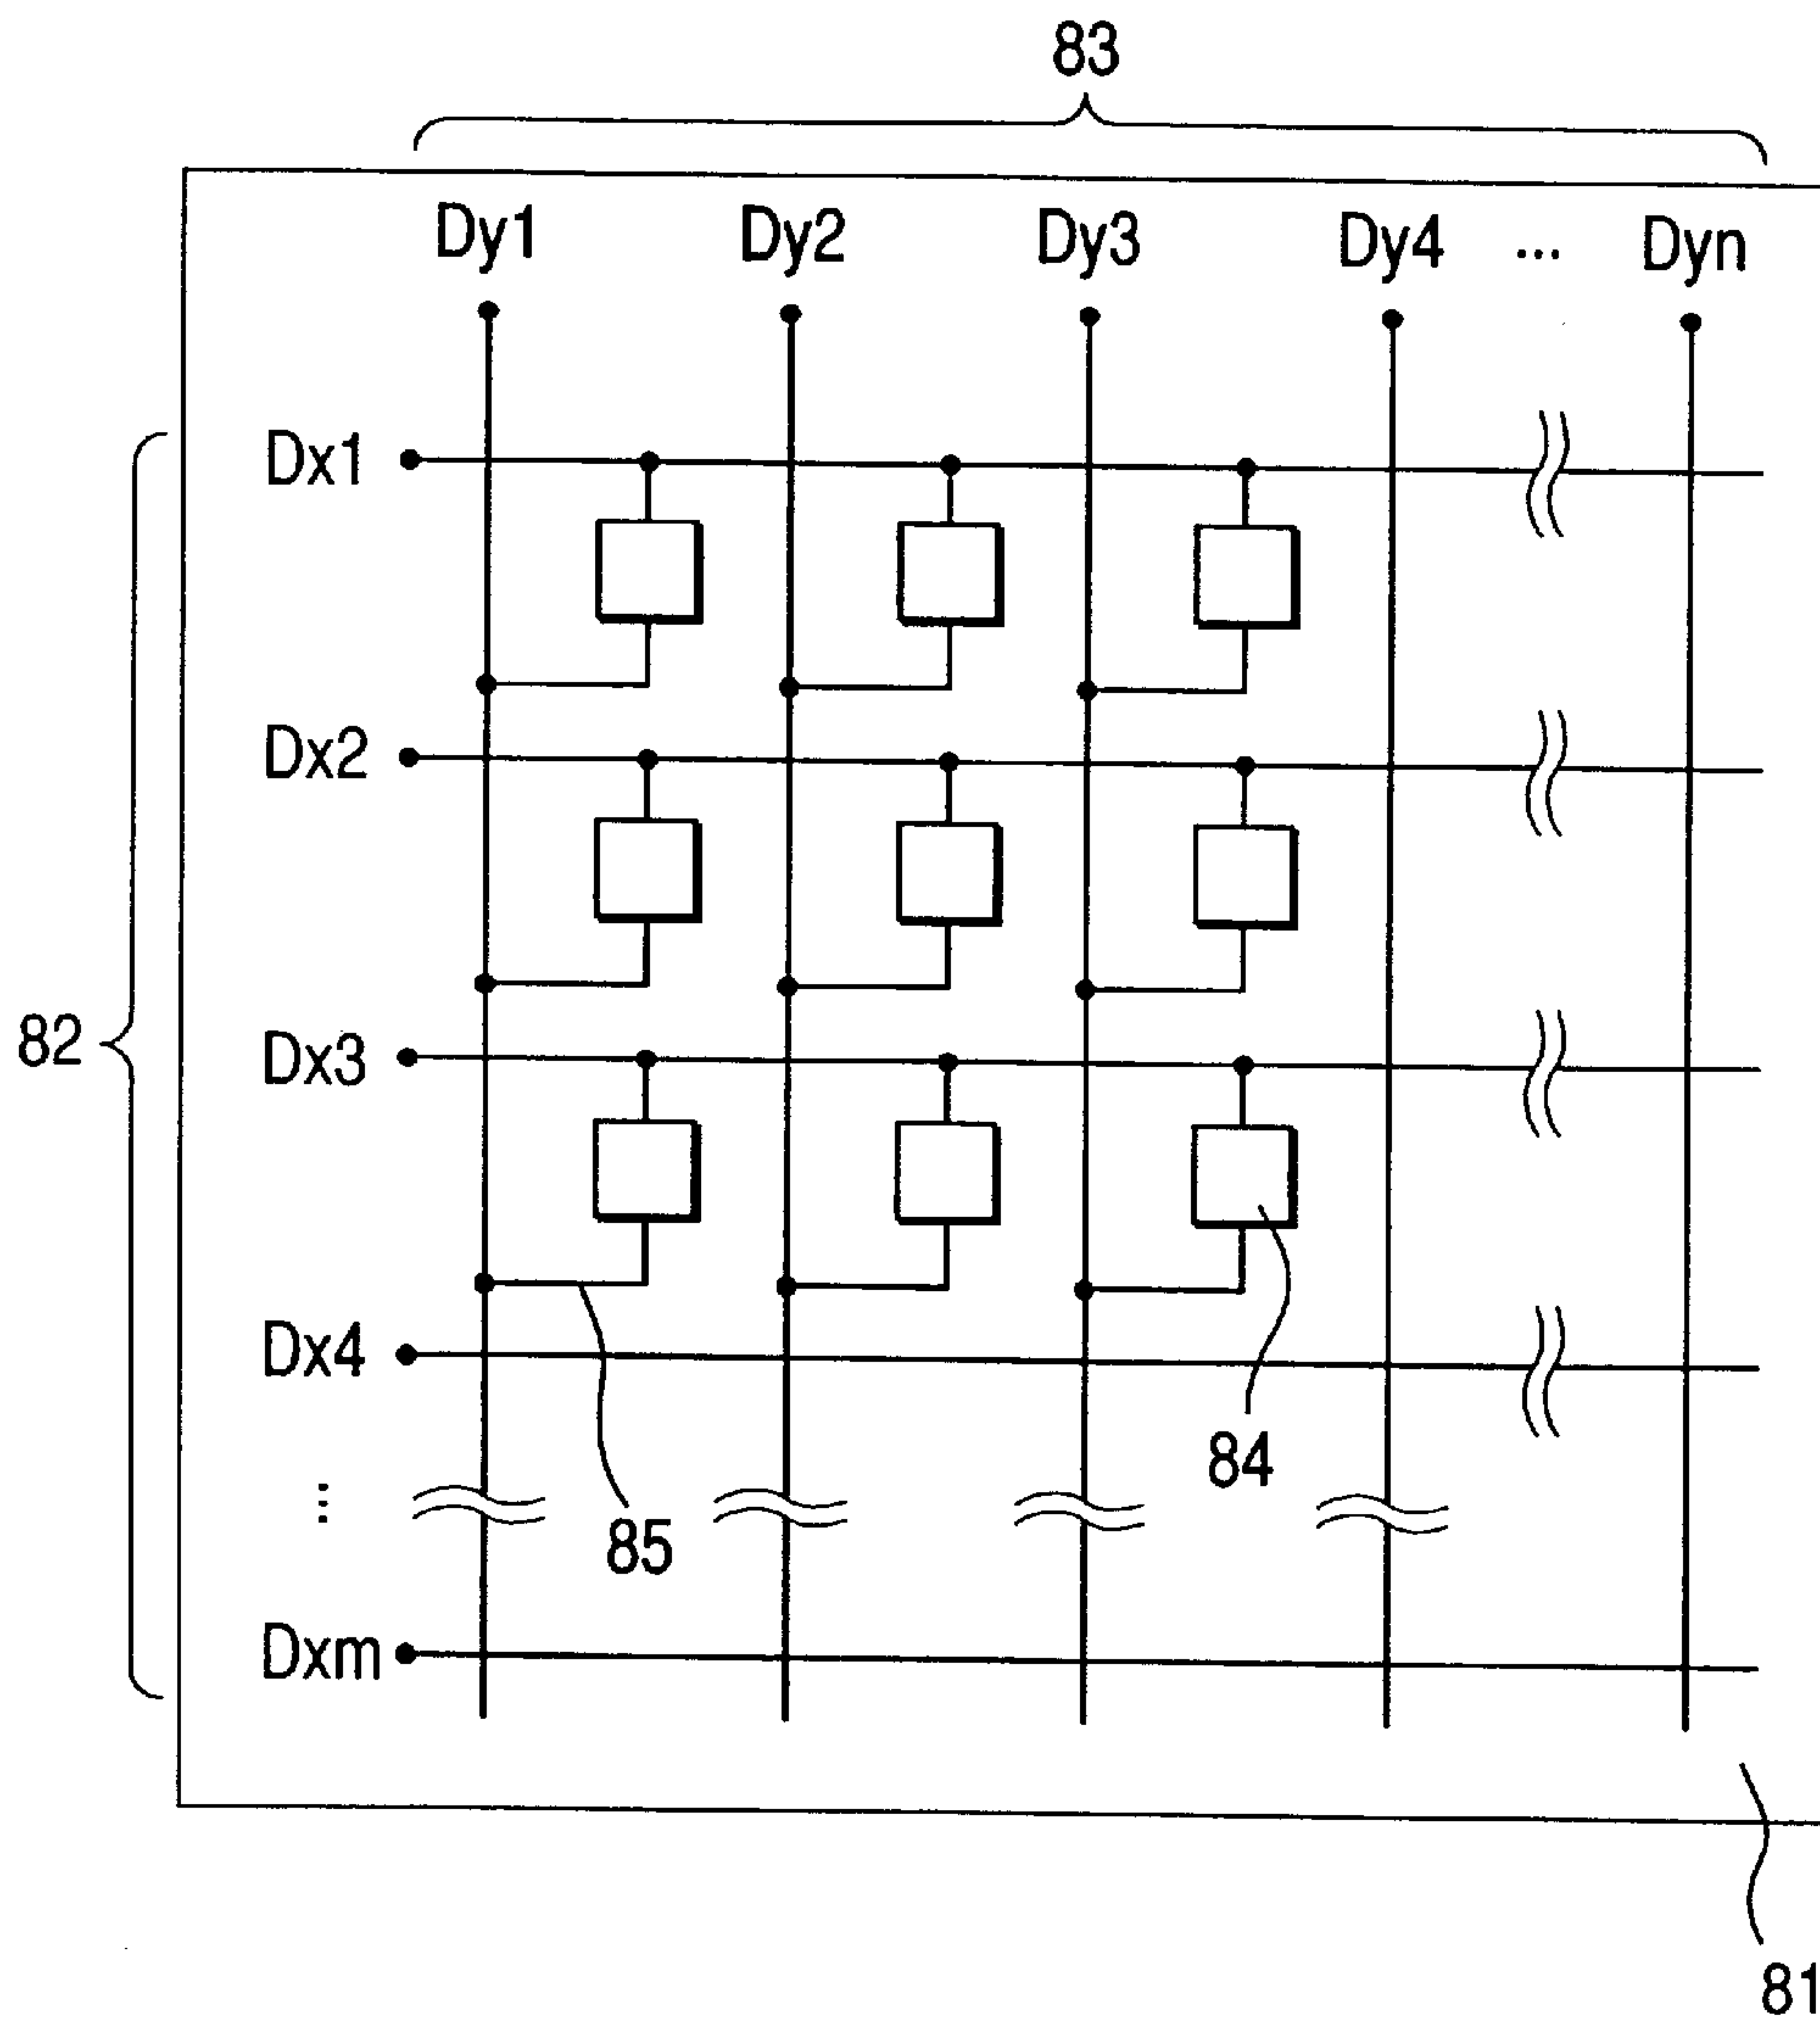 83
Dy1 Dy2 Dy3 Dy4 ... Dyn
Dx1
Dx2
82
Dx3
Dx4
84
⋮
85
Dxm
81